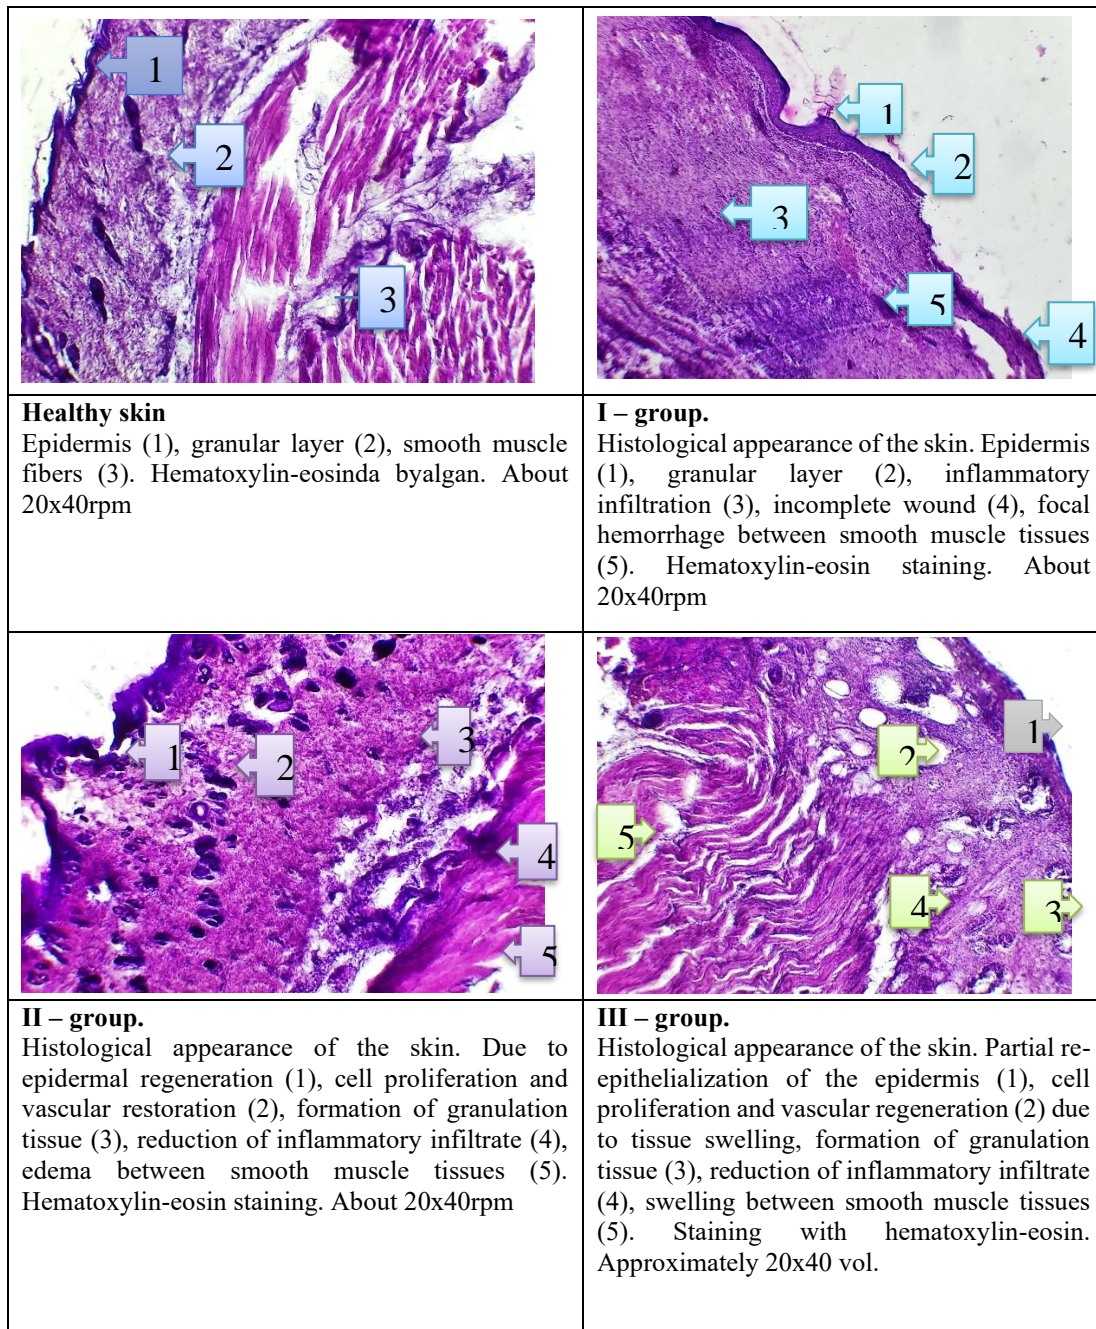 1
2
3
1
2
3
5
4
Healthy skin
Epidermis (1), granular layer (2), smooth muscle
fibers (3). Hematoxylin-eosinda byalgan. About
20x40rpm
I – group.
Histological appearance of the skin. Epidermis
(1), granular layer (2), inflammatory
infiltration (3), incomplete wound (4), focal
hemorrhage between smooth muscle tissues
(5). Hematoxylin-eosin staining. About
20x40rpm
1
2
3
4
5
1
2
5
4
3
II – group.
Histological appearance of the skin. Due to
epidermal regeneration (1), cell proliferation and
vascular restoration (2), formation of granulation
tissue (3), reduction of inflammatory infiltrate (4),
edema between smooth muscle tissues (5).
Hematoxylin-eosin staining. About 20x40rpm
III – group.
Histological appearance of the skin. Partial re-
epithelialization of the epidermis (1), cell
proliferation and vascular regeneration (2) due
to tissue swelling, formation of granulation
tissue (3), reduction of inflammatory infiltrate
(4), swelling between smooth muscle tissues
(5). Staining with hematoxylin-eosin.
Approximately 20x40 vol.